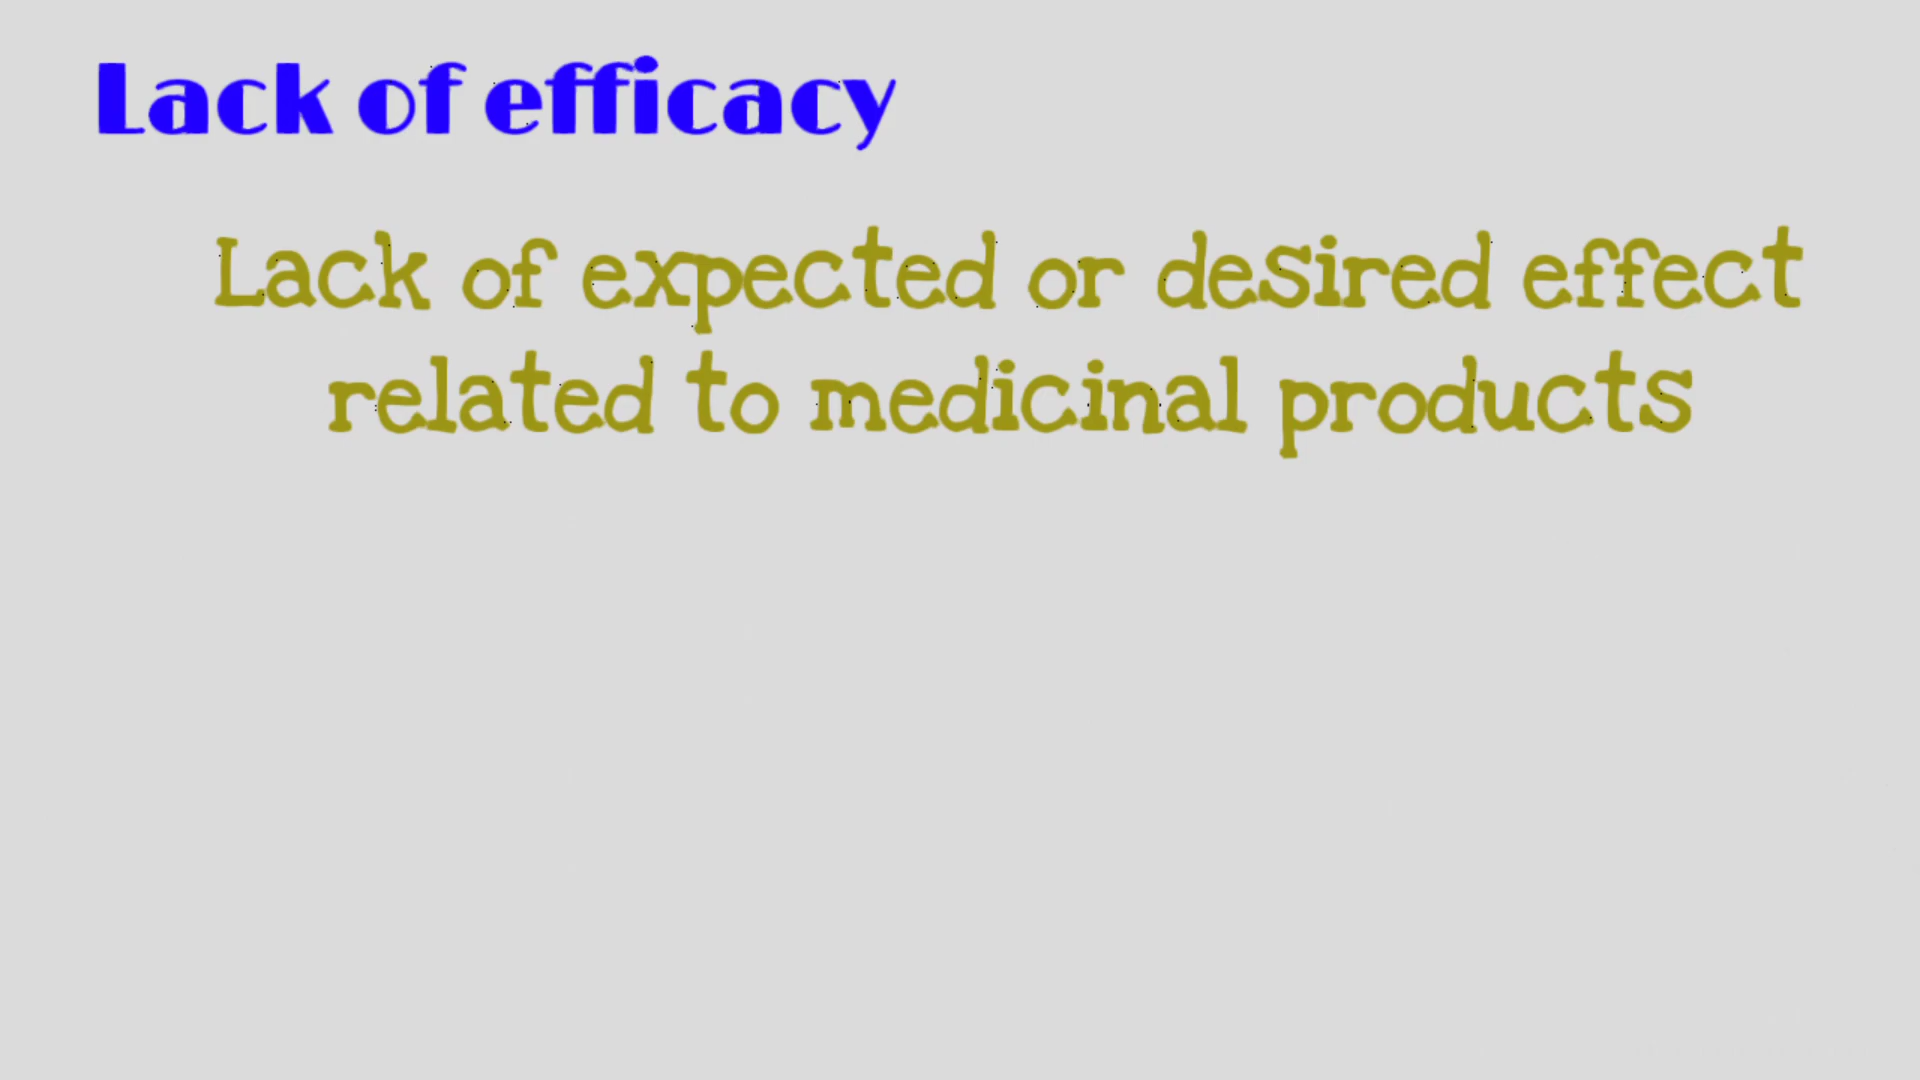 Lack of efficacy
Lack of expected or desired effect
related to medicinal products